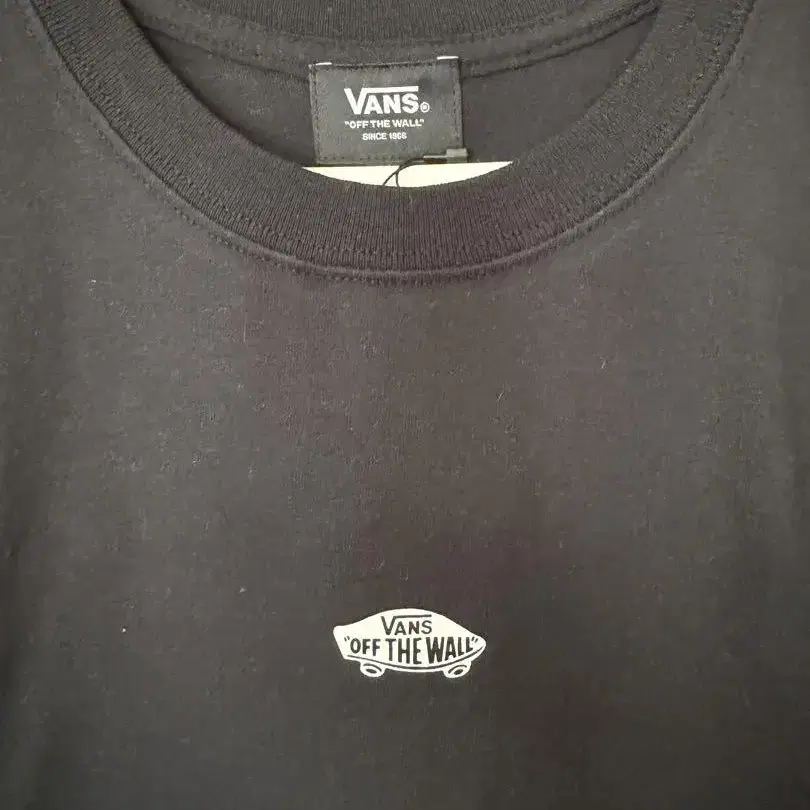 VANS®
"OFF THE WALL"
SINCE 1966
VANS
"OFF THE WALL"